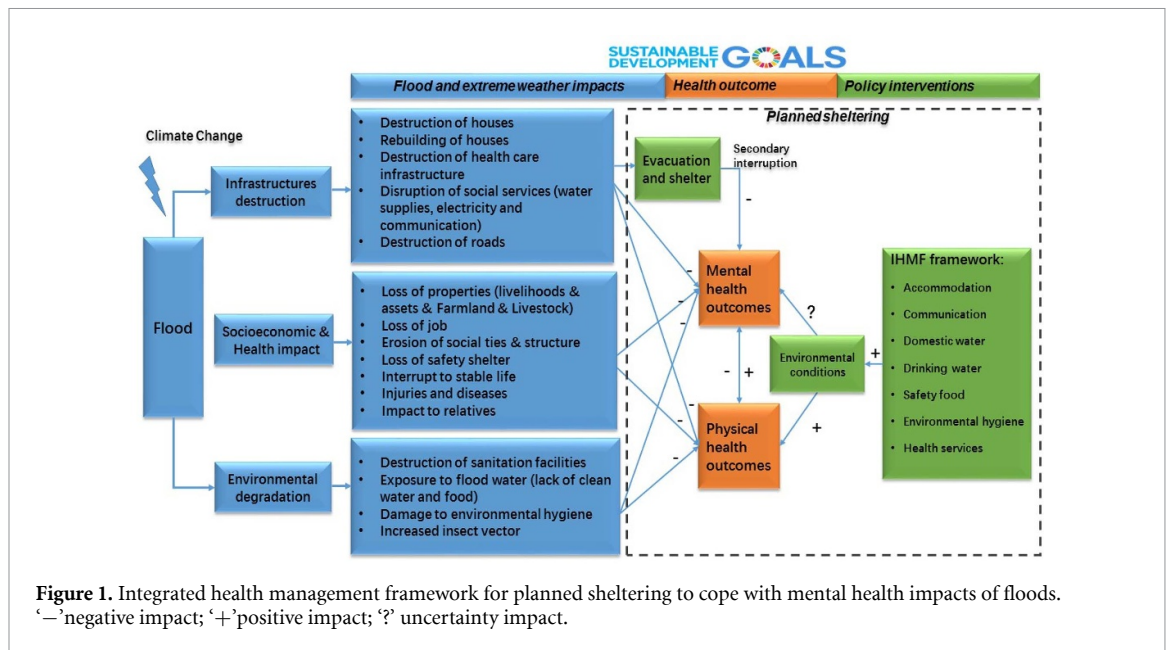 SUSTAINABLE
DEVELOPMENT
GOALS
Flood and extreme weather impacts
Health outcome
Policy interventions
Planned sheltering
Climate Change
Flood
Infrastructures
destruction
• Destruction of houses
• Rebuilding of houses
• Destruction of health care
infrastructure
• Disruption of social services (water
supplies, electricity and
communication)
• Destruction of roads
Evacuation
and shelter
Secondary
interruption
-
Socioeconomic &
Health impact
• Loss of properties (livelihoods &
assets & Farmland & Livestock)
• Loss of job
• Erosion of social ties & structure
• Loss of safety shelter
• Interrupt to stable life
• Injuries and diseases
• Impact to relatives
-
-
-
Mental
health
outcomes
?
- +
Environmental
conditions
+
+
-
-
-
Physical
health
outcomes
IHMF framework:
• Accommodation
• Communication
• Domestic water
• Drinking water
• Safety food
• Environmental hygiene
• Health services
Environmental
degradation
• Destruction of sanitation facilities
• Exposure to flood water (lack of clean
water and food)
• Damage to environmental hygiene
• Increased insect vector
Figure 1. Integrated health management framework for planned sheltering to cope with mental health impacts of floods.
‘−’negative impact; ‘+’positive impact; ‘?’ uncertainty impact.